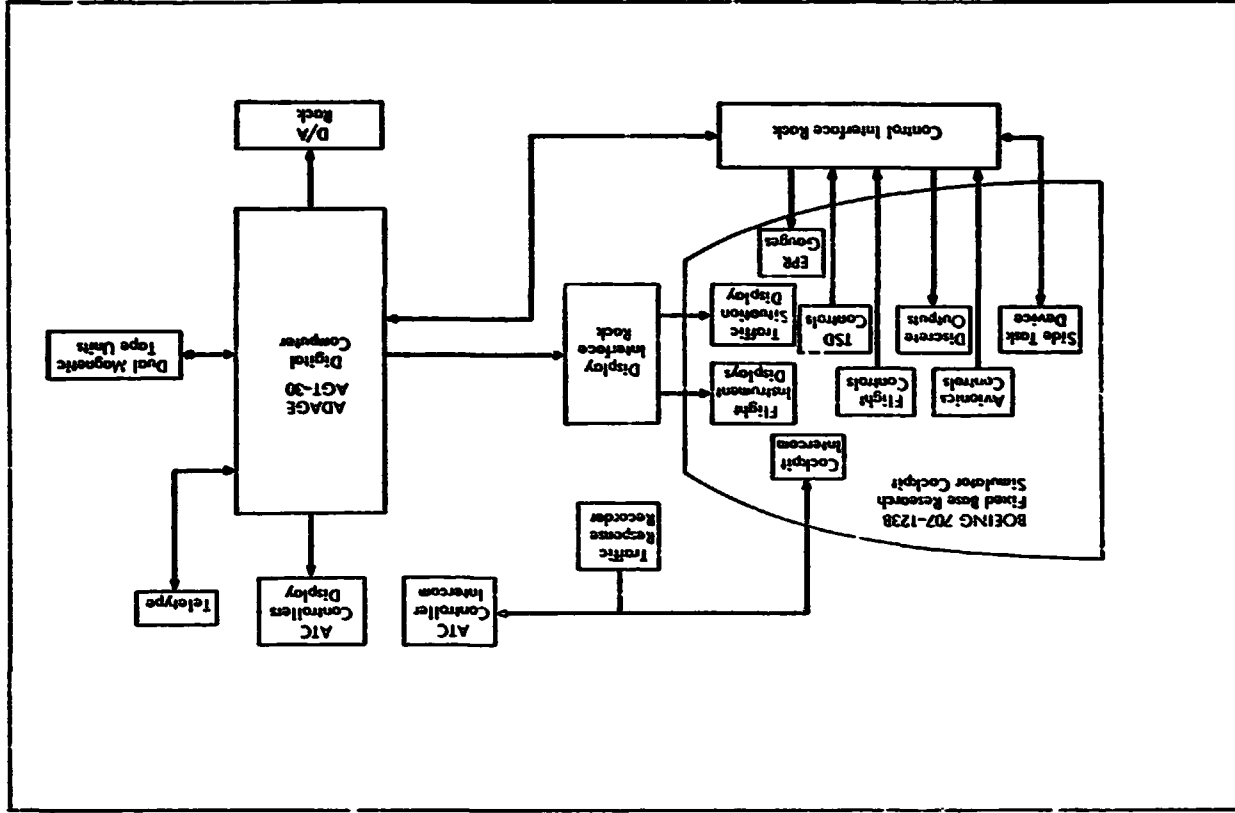 ATC
Controller
Intercom
ATC
Controllers
Display
Teletype
Traffic
Response
Recorder
BOEING 707-123B
Fixed Base Research
Simulator Cockpit
Cockpit
Intercom
Avionics
Controls
Flight
Controls
Flight
Instrument
Displays
Display
Interface
Rack
ADAGE
AGT-30
Digital
Computer
Dual Magnetic
Tape Units
Side Task
Device
Discrete
Outputs
TSD
Controls
Traffic
Situation
Display
EPR
Gauges
Control Interface Rack
D/A
Rack